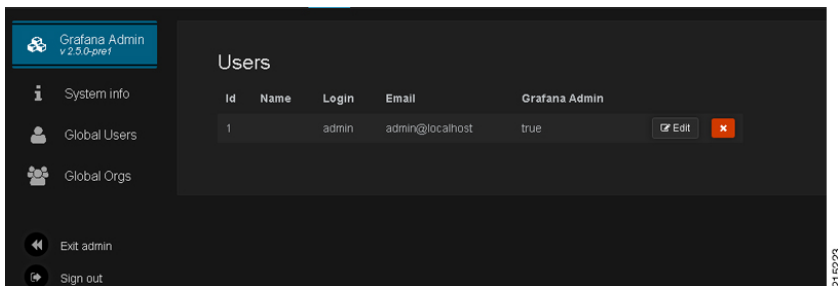 Grafana Admin
v 2.5.0-pre1
System info
Global Users
Global Orgs
Exit admin
Sign out
Users
Id Name Login Email Grafana Admin
1 admin admin@localhost true Edit